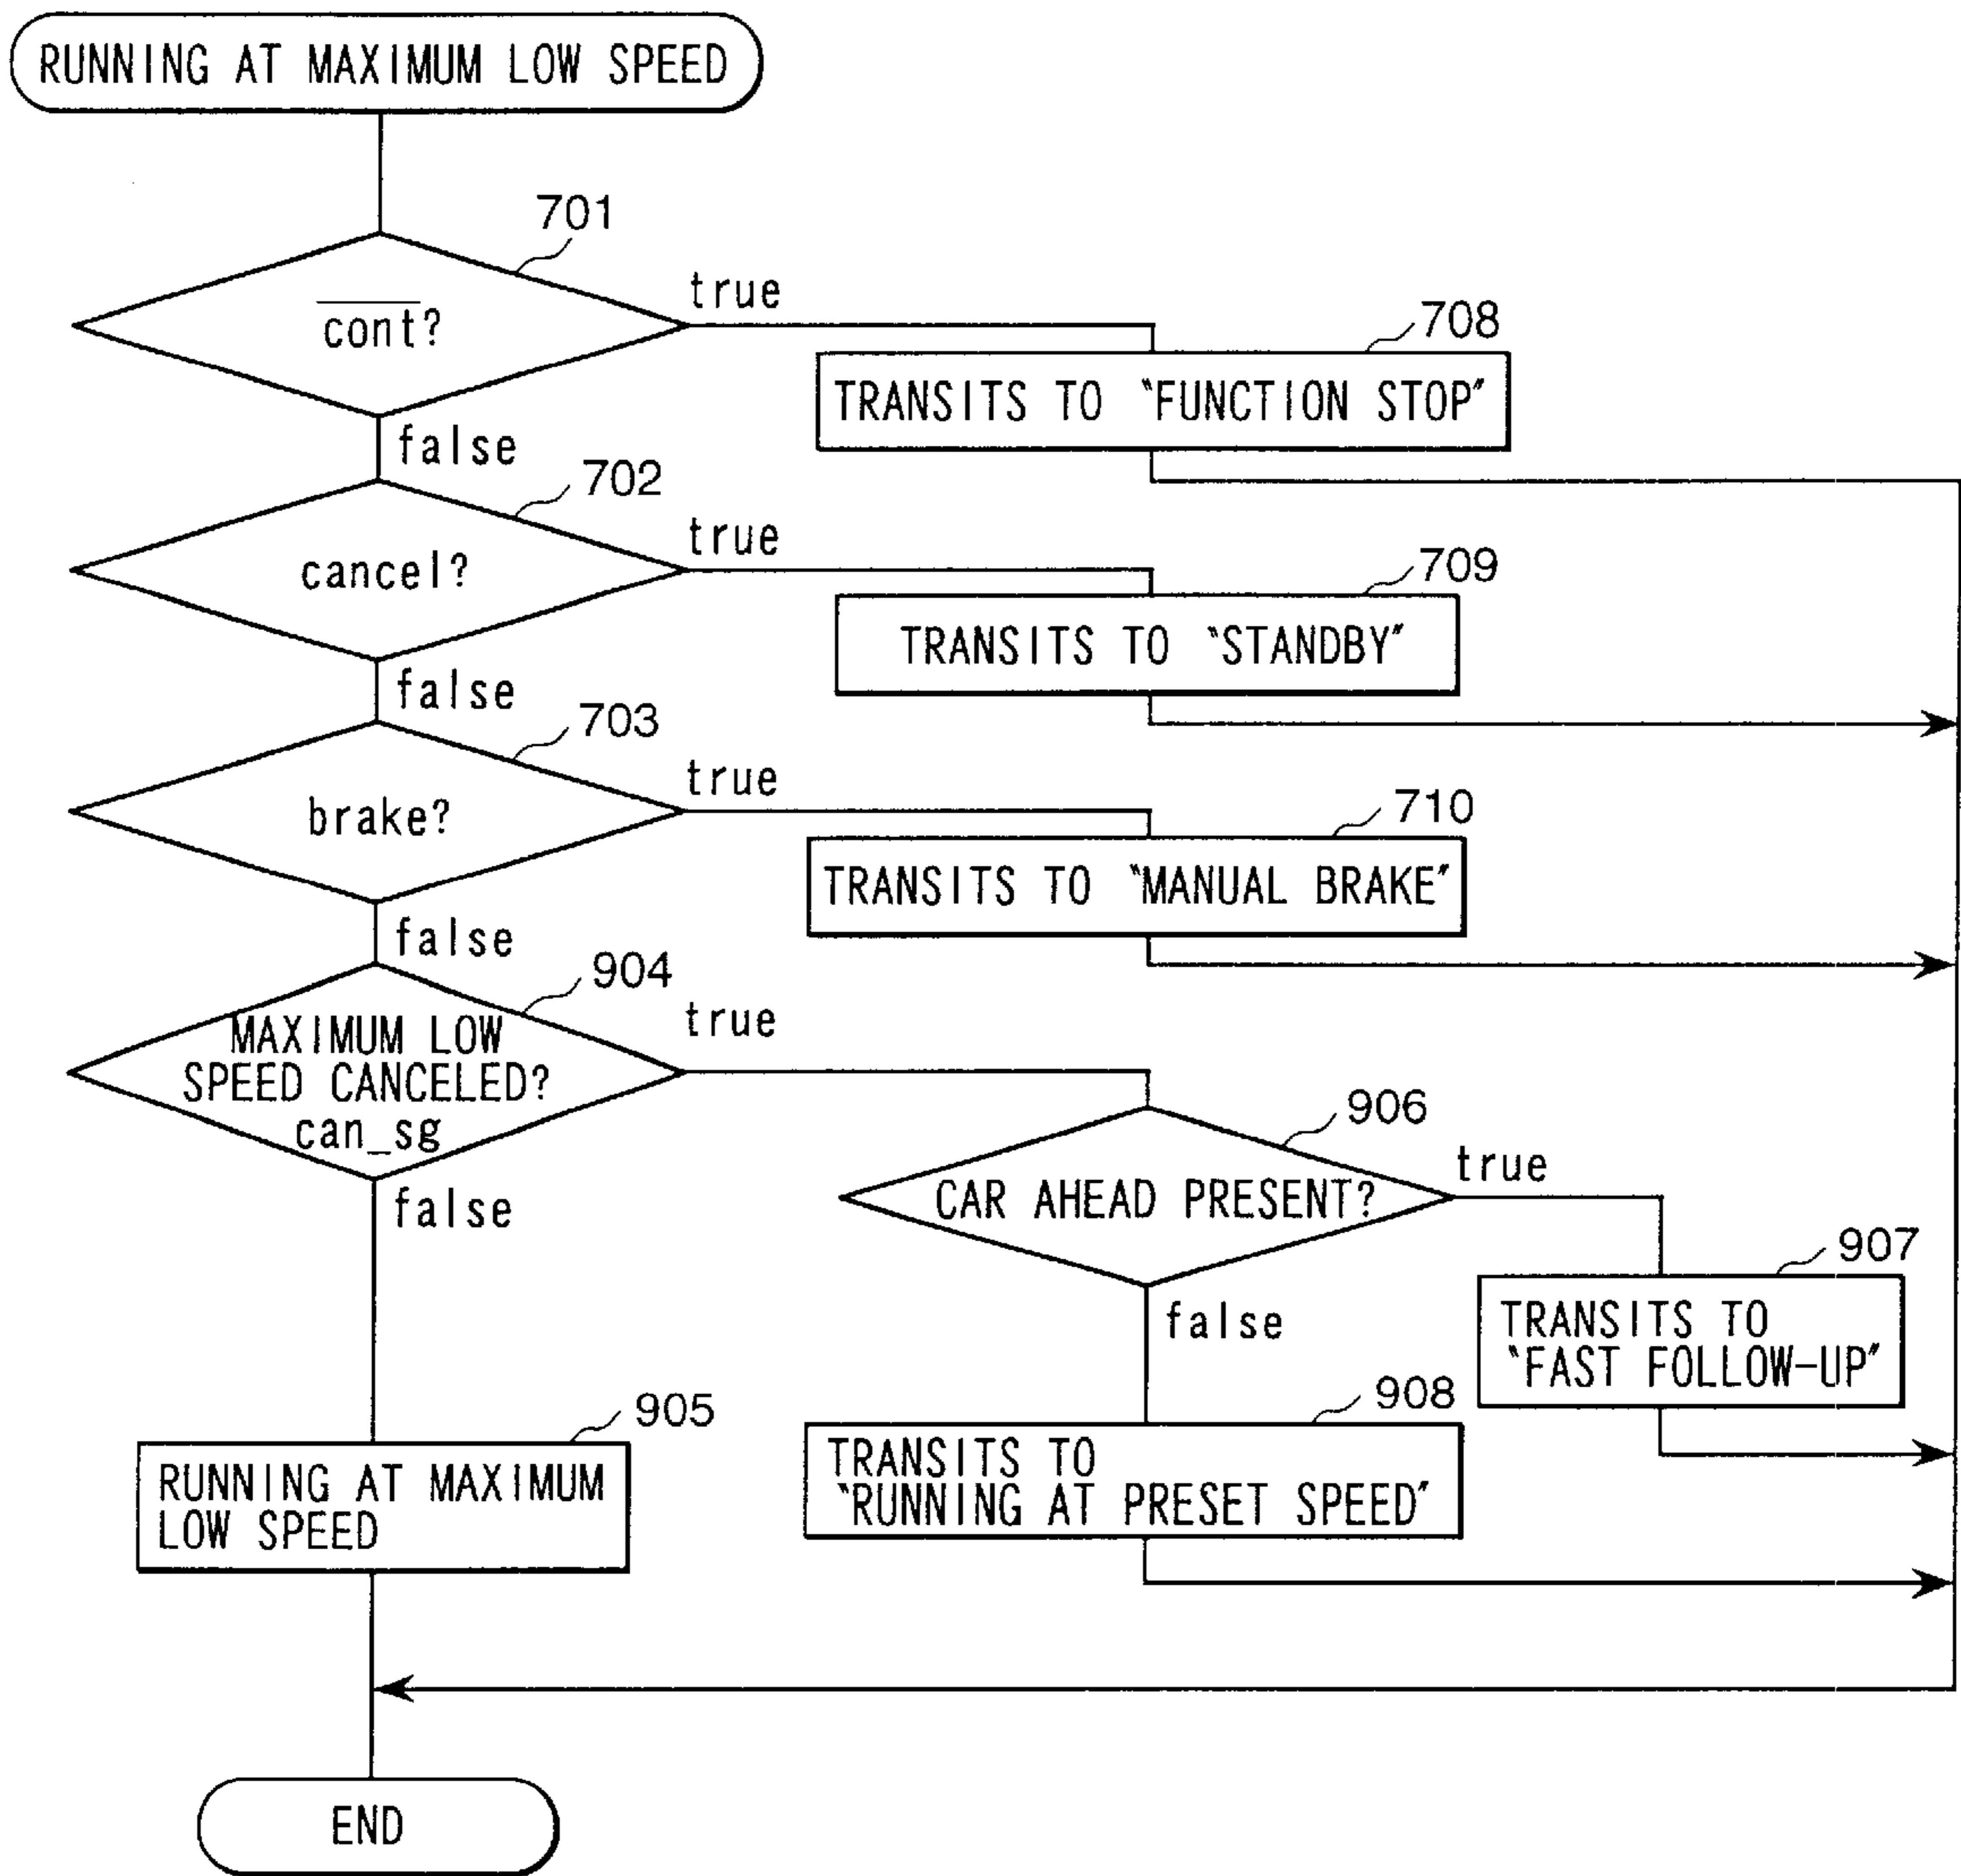 RUNNING AT MAXIMUM LOW SPEED
701
cont?
true
708
TRANSITS TO "FUNCTION STOP"
false
702
cancel?
true
709
TRANSITS TO "STANDBY"
false
703
brake?
true
710
TRANSITS TO "MANUAL BRAKE"
false
904
MAXIMUM LOW
SPEED CANCELED?
can_sg
true
906
CAR AHEAD PRESENT?
true
907
TRANSITS TO
"FAST FOLLOW-UP"
false
false
908
TRANSITS TO
"RUNNING AT PRESET SPEED"
905
RUNNING AT MAXIMUM
LOW SPEED
END